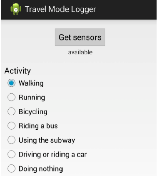 Travel Mode Logger
Get sensors
available
Activity
Walking
Running
Bicycling
Riding a bus
Using the subway
Driving or riding a car
Doing nothing